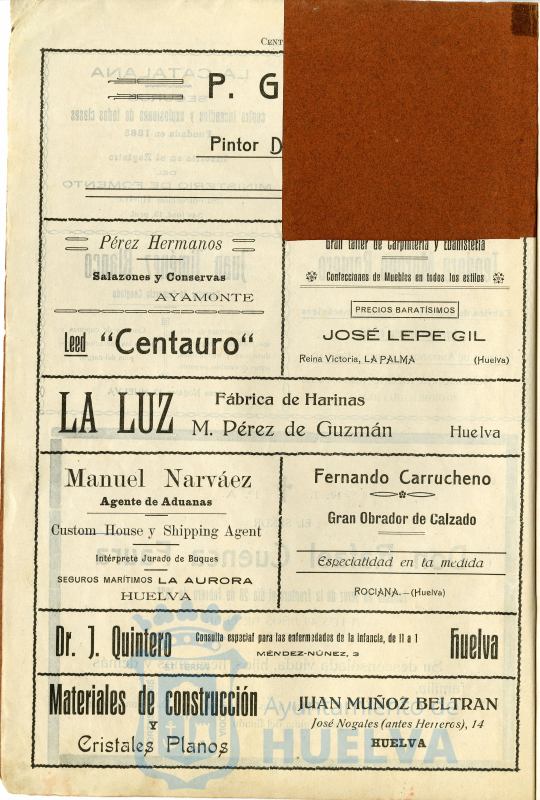 P. G
Pintor D
Pérez Hermanos
Salazones y Conservas
AYAMONTE
Leed "Centauro"
Gran taller de Carpintería y Ebanistería
Confecciones de Muebles en todos los estilos
PRECIOS BARATÍSIMOS
JOSÉ LEPE GIL
Reina Victoria, LA PALMA (Huelva)
LA LUZ
Fábrica de Harinas
M. Pérez de Guzmán Huelva
Manuel Narváez
Agente de Aduanas
Custom House y Shipping Agent
Intérprete Jurado de Buques
SEGUROS MARÍTIMOS LA AURORA
HUELVA
Fernando Carrucheno
Gran Obrador de Calzado
Especialidad en la medida
ROCIANA.—(Huelva)
Dr. J. Quintero
Consulta espacial para las enfermedades de la infancia, de 11 a 1
MÉNDEZ-NÚNEZ, 3
Huelva
Materiales de construcción
Y
Cristales Planos
JUAN MUÑOZ BELTRAN
José Nogales (antes Herreros), 14
HUELVA
Ayuntamiento de
HUELVA